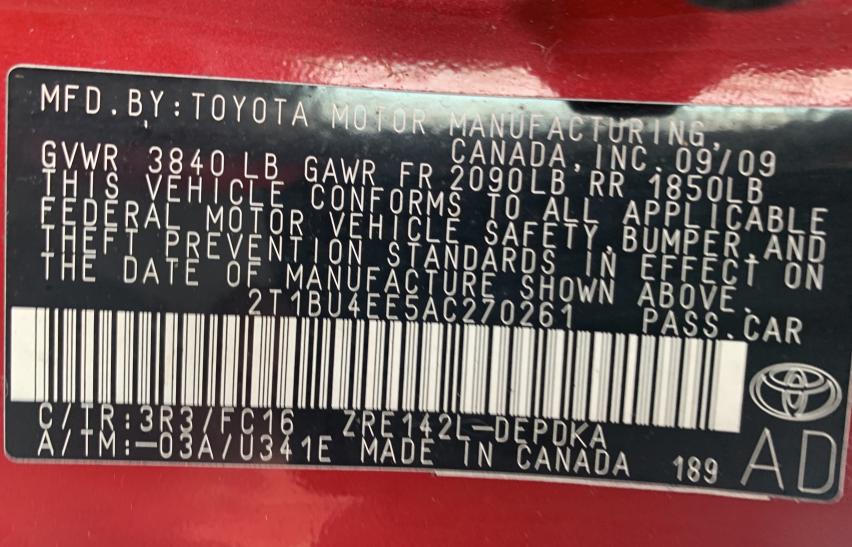 MFD.BY:TOYOTA MOTOR MANUFACTURING,
CANADA,INC.09/09
GVWR 3840 LB GAWR FR 2090LB RR 1850LB
THIS VEHICLE CONFORMS TO ALL APPLICABLE
FEDERAL MOTOR VEHICLE SAFETY,BUMPER,AND
THEFT PREVENTION STANDARDS IN EFFECT ON
THE DATE OF MANUFACTURE SHOWN ABOVE.
2T1BU4EE5AC270261 PASS.CAR
C/TR:3R3/FC16 ZRE142L-DEPDKA
A/TM:-03A/U341E MADE IN CANADA 189 AD